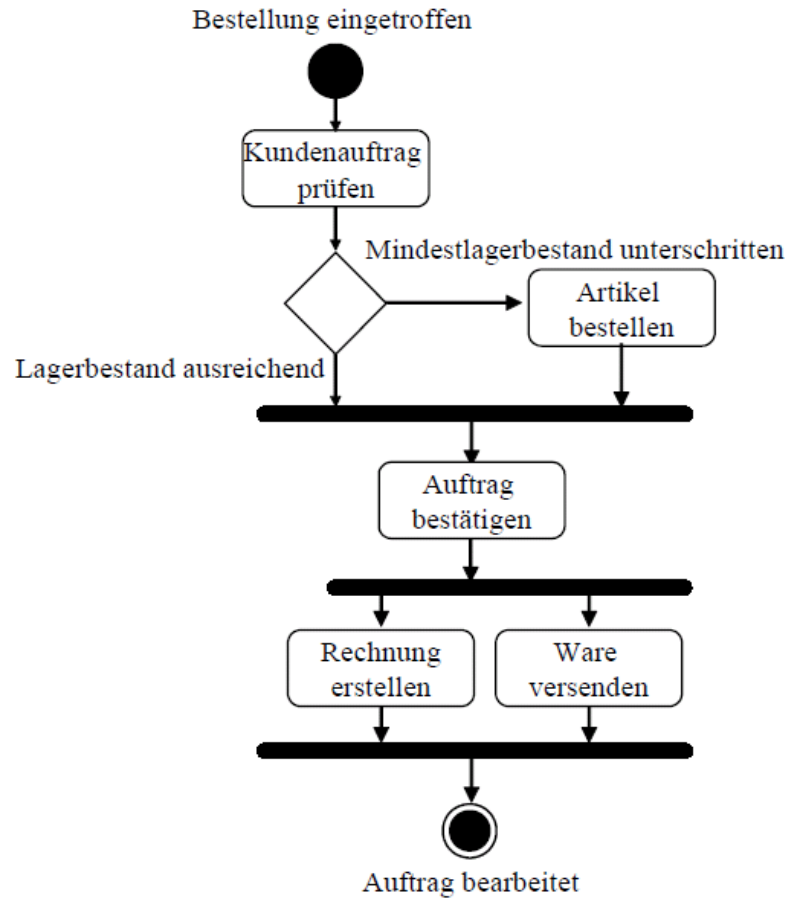 Bestellung eingetroffen
Kundenauftrag
prüfen
Mindestlagerbestand unterschritten
Artikel
bestellen
Lagerbestand ausreichend
Auftrag
bestätigen
Rechnung
erstellen
Ware
versenden
Auftrag bearbeitet